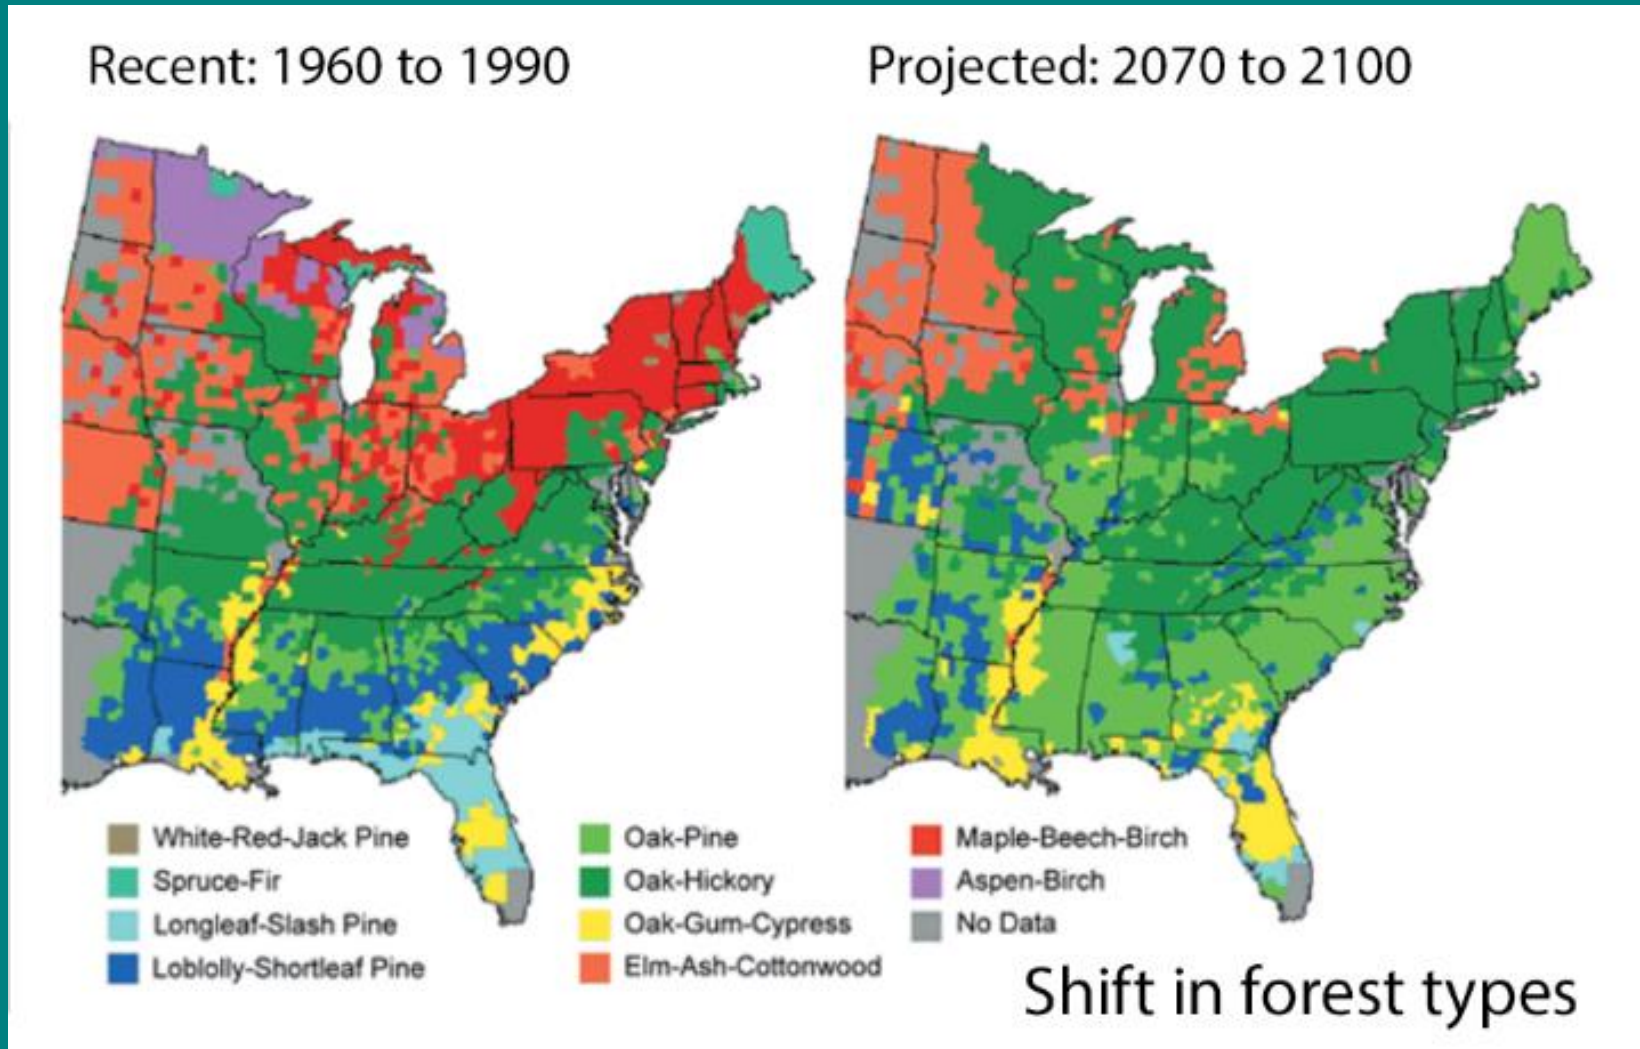 Recent: 1960 to 1990
Projected: 2070 to 2100
White-Red-Jack Pine
Spruce-Fir
Longleaf-Slash Pine
Loblolly-Shortleaf Pine
Oak-Pine
Oak-Hickory
Oak-Gum-Cypress
Elm-Ash-Cottonwood
Maple-Beech-Birch
Aspen-Birch
No Data
Shift in forest types